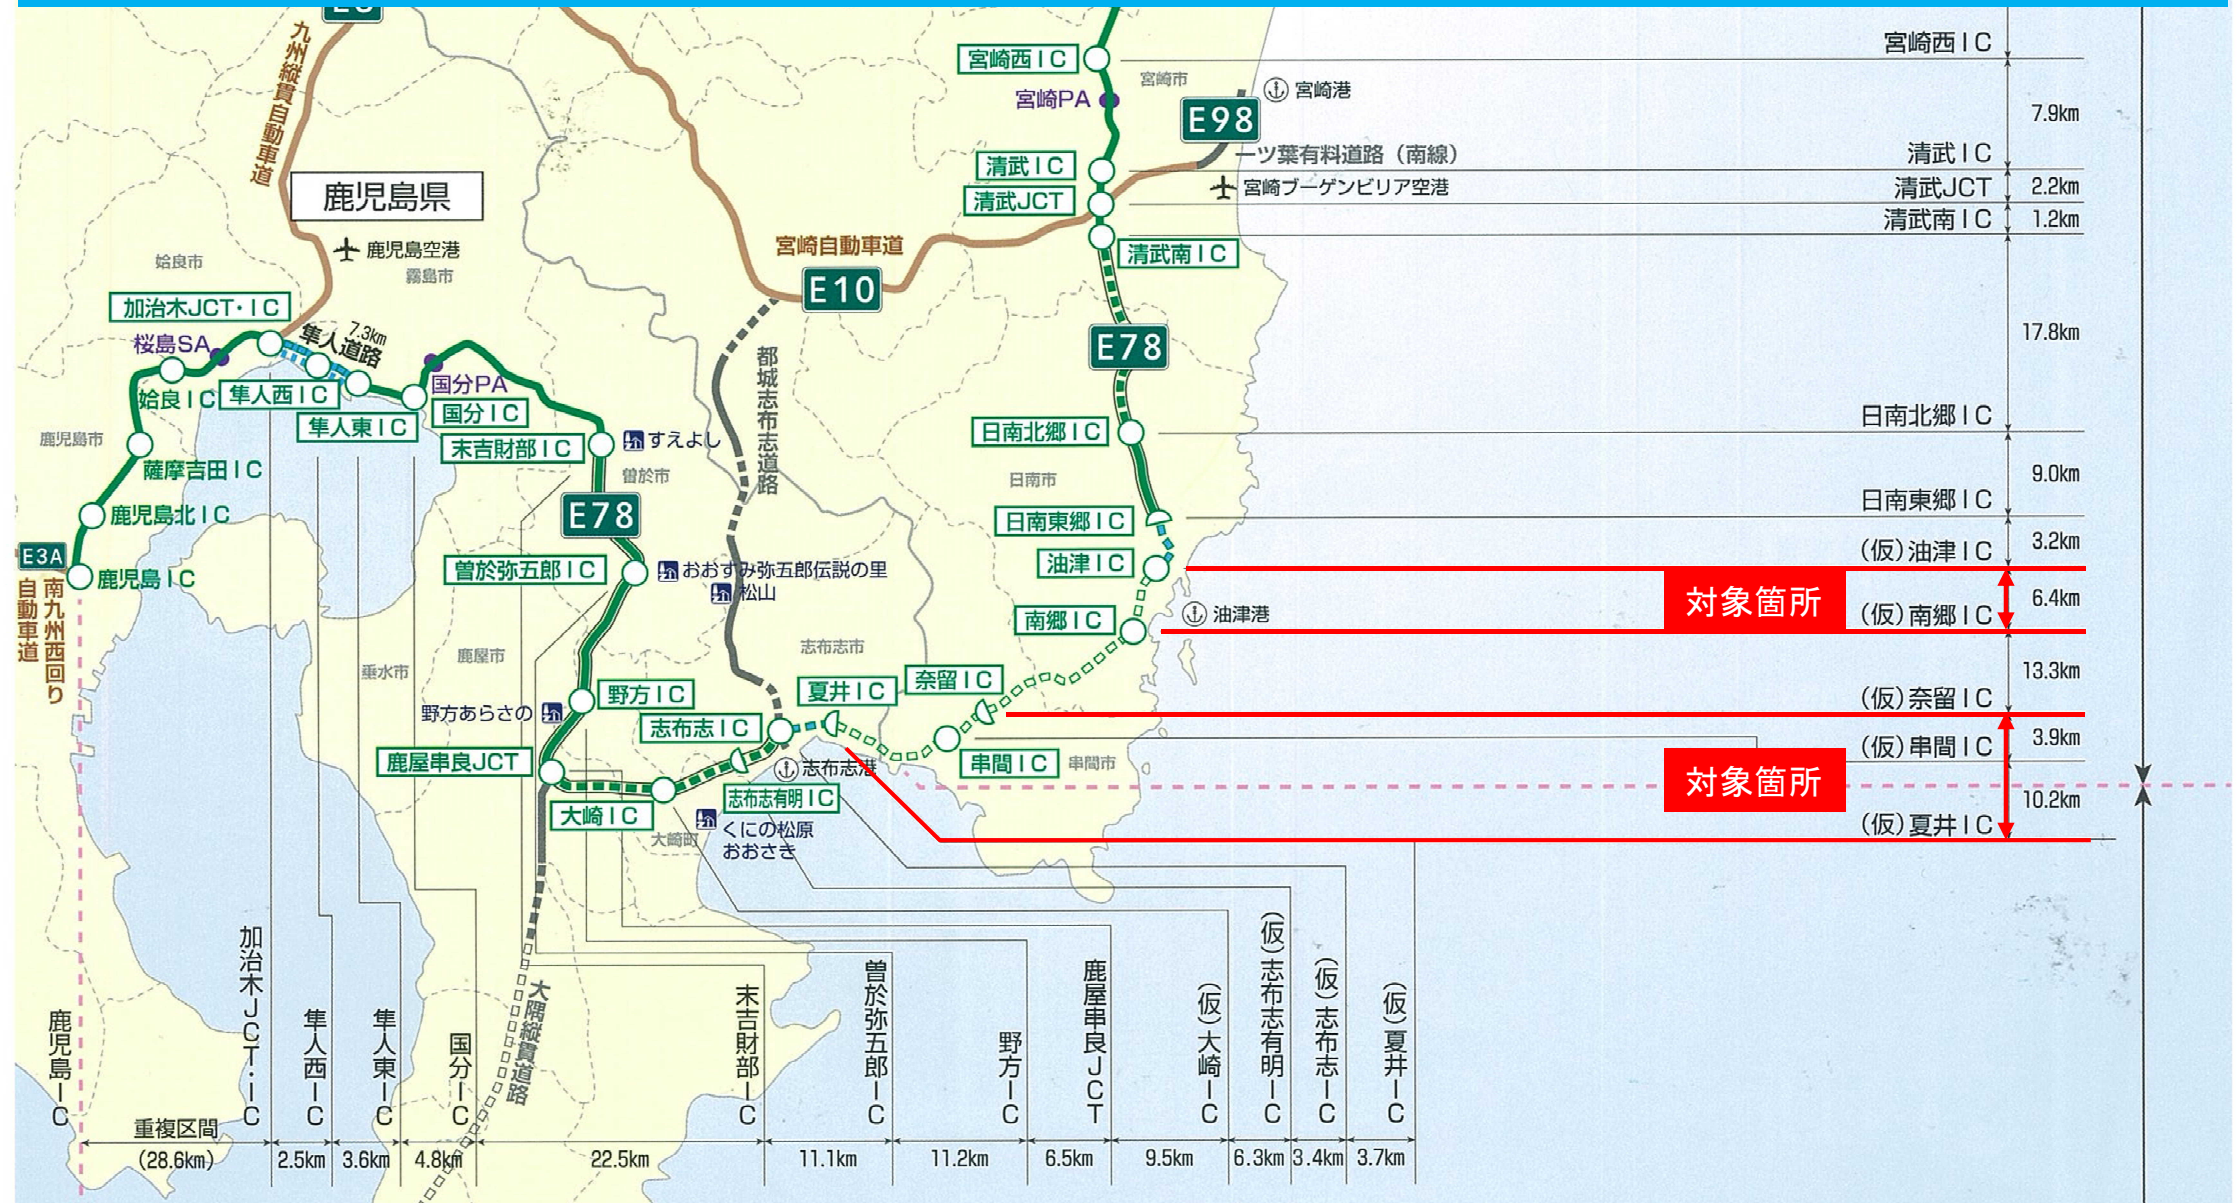 九州縦貫自動車道
鹿児島県
鹿児島空港
姶良市
霧島市
加治木JCT・IC
桜島SA
7.3km
隼人道路
姶良IC
隼人西IC
隼人東IC
国分PA
国分IC
末吉財部IC
すえよし
曽於市
鹿児島市
薩摩吉田IC
鹿児島北IC
E3A
鹿児島IC
南九州西回り
自動車道
E78
曽於弥五郎IC
おおすみ弥五郎伝説の里
松山
垂水市
鹿屋市
野方あらさの
野方IC
志布志市
夏井IC
奈留IC
志布志IC
鹿屋串良JCT
大崎IC
志布志有明IC
志布志港
大崎町
くにの松原
おおさき
串間IC
串間市
大隅縦貫道路
都城志布志道路
宮崎自動車道
E10
宮崎西IC
宮崎市
宮崎港
宮崎PA
E98
一ツ葉有料道路（南線）
宮崎ブーゲンビリア空港
清武IC
清武JCT
清武南IC
E78
日南北郷IC
日南市
日南東郷IC
油津IC
南郷IC
油津港
宮崎西IC
7.9km
清武IC
清武JCT
2.2km
清武南IC
1.2km
17.8km
日南北郷IC
9.0km
日南東郷IC
3.2km
(仮)油津IC
対象箇所
6.4km
(仮)南郷IC
13.3km
(仮)奈留IC
3.9km
(仮)串間IC
対象箇所
10.2km
(仮)夏井IC
鹿児島IC
加治木JCT・IC
隼人西IC
隼人東IC
国分IC
末吉財部IC
曽於弥五郎IC
野方IC
鹿屋串良JCT
(仮)大崎IC
(仮)志布志有明IC
(仮)志布志IC
(仮)夏井IC
重複区間
(28.6km)
2.5km
3.6km
4.8km
22.5km
11.1km
11.2km
6.5km
9.5km
6.3km
3.4km
3.7km